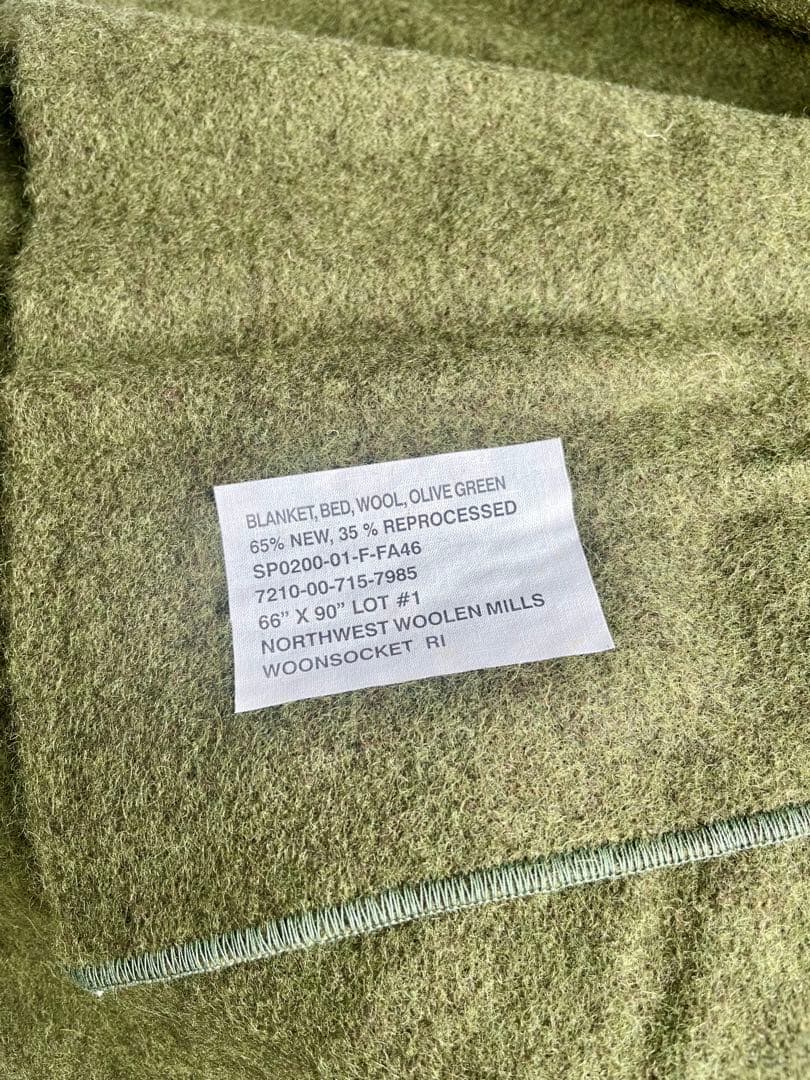 BLANKET, BED, WOOL, OLIVE GREEN
65% NEW, 35 % REPROCESSED
SP0200-01-F-FA46
7210-00-715-7985
66” X 90” LOT #1
NORTHWEST WOOLEN MILLS
WOONSOCKET RI